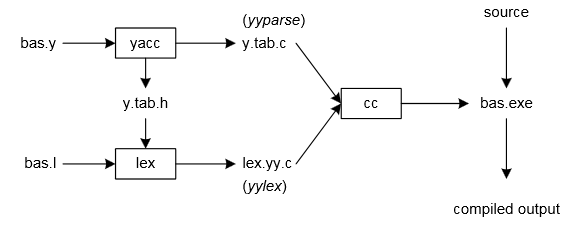 source
(yyparse)
bas.y
yacc
y.tab.c
y.tab.h
cc
bas.exe
bas.l
lex
lex.yy.c
(yylex)
compiled output